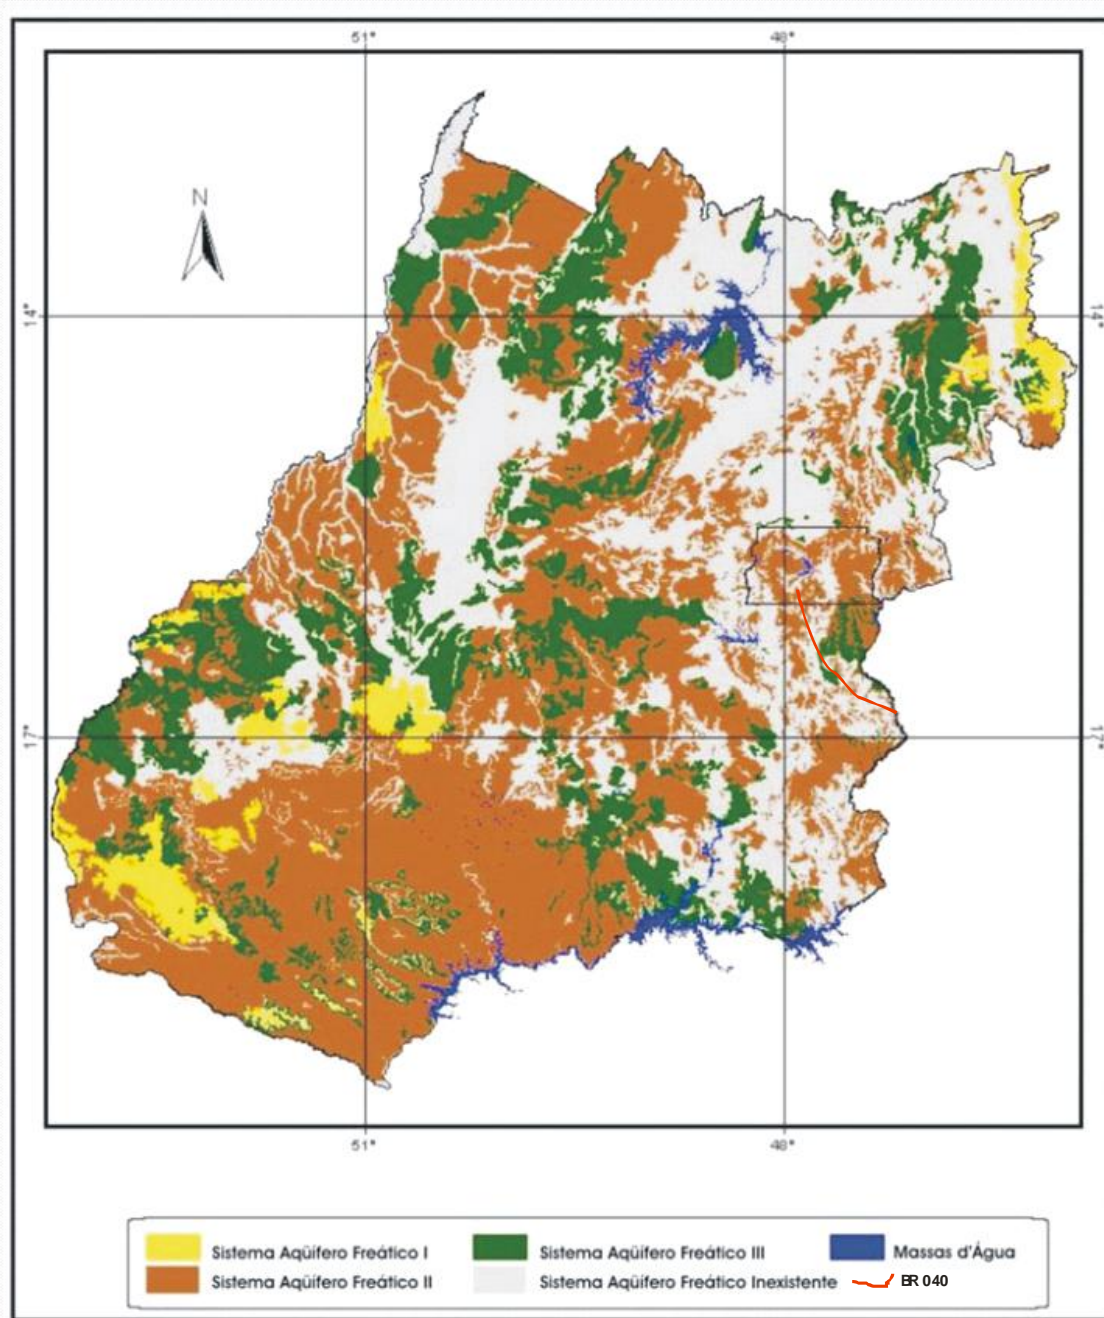 51° 48°
N
14° 14°
17° 17°
51° 48°
Sistema Aqüífero Freático I Sistema Aqüífero Freático III Massas d'Água
Sistema Aqüífero Freático II Sistema Aqüífero Freático Inexistente BR 040